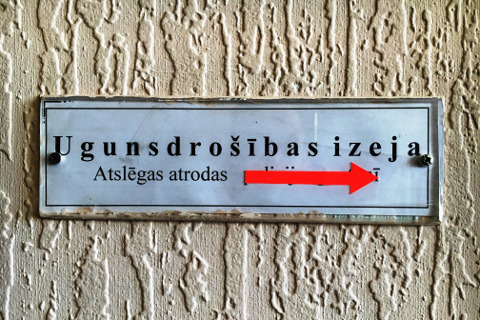 Ugunsdrošības izeja
Atslēgas atrodas